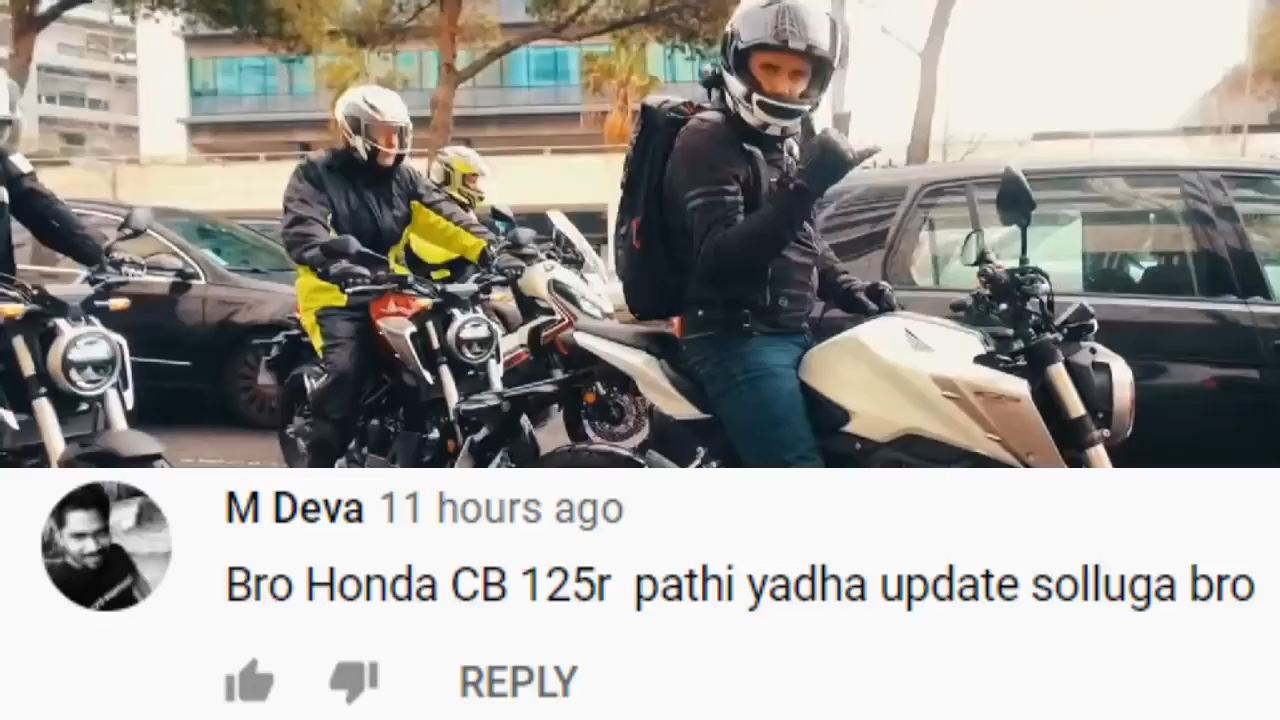 M Deva 11 hours ago
Bro Honda CB 125r pathi yadha update solluga bro
REPLY